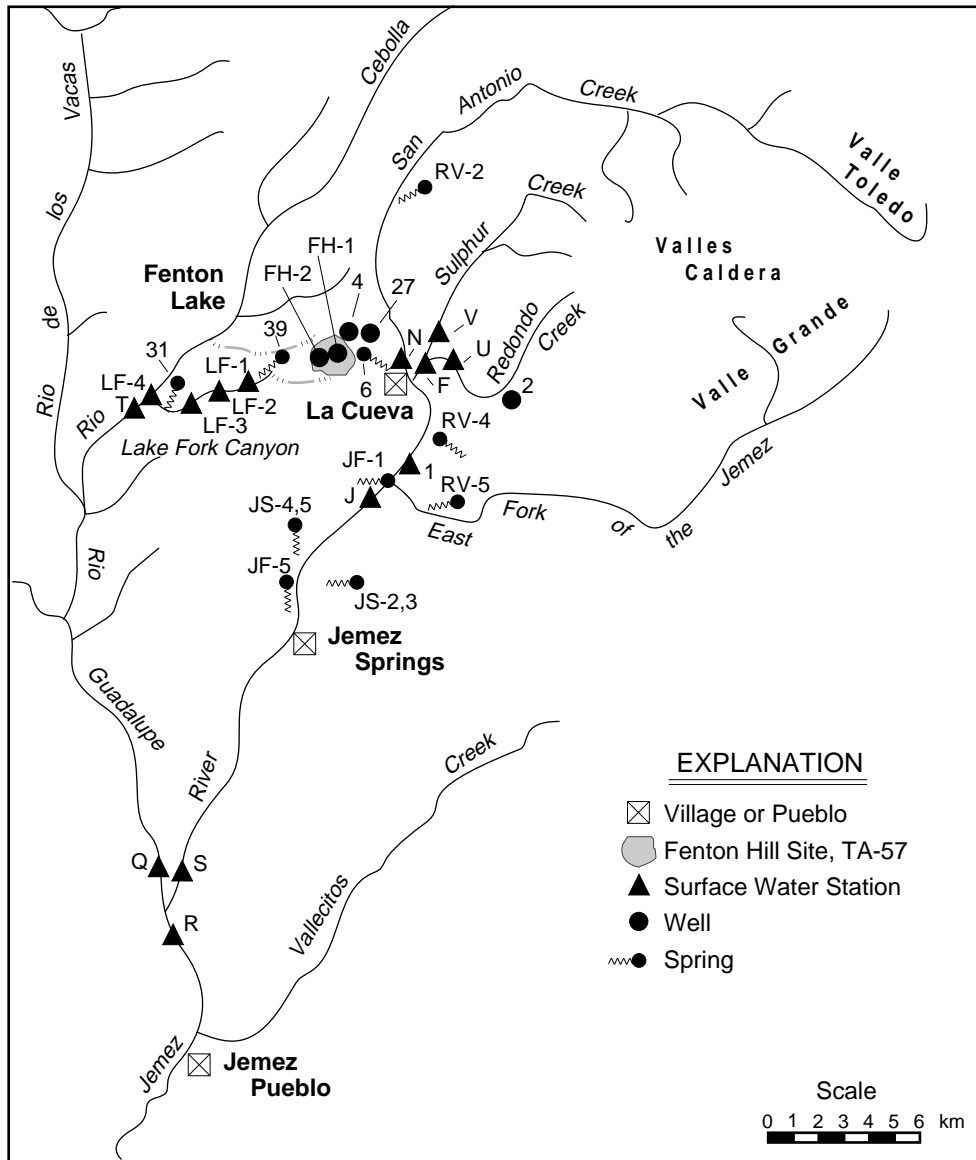 Vacas
los
de
Rio
Cebolla
San
Antonio
Creek
RV-2
Creek
Sulphur
Valle
Toledo
Valles
Caldera
Fenton
Lake
FH-1
FH-2
4
27
39
31
LF-1
LF-4
T
LF-2
LF-3
Rio
Lake Fork Canyon
6
N
V
U
F
Redondo
Creek
2
Valle
Grande
La Cueva
RV-4
JF-1
1
J
RV-5
East
Fork
of
the
Jemez
JS-4,5
JF-5
JS-2,3
Rio
Jemez
Springs
Guadalupe
River
Q
S
R
Vallecitos
Creek
Jemez
Jemez
Pueblo
EXPLANATION
Village or Pueblo
Fenton Hill Site, TA-57
Surface Water Station
Well
Spring
Scale
0 1 2 3 4 5 6 km